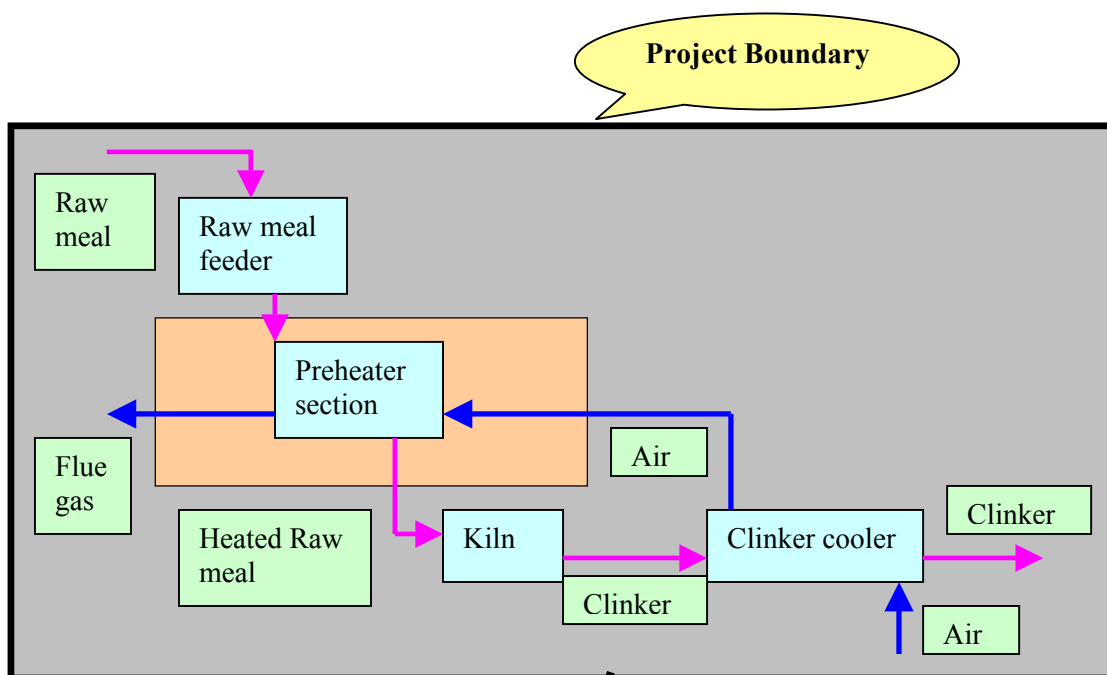 Project Boundary
Raw
meal
Raw meal
feeder
Preheater
section
Flue
gas
Air
Heated Raw
meal
Kiln
Clinker cooler
Clinker
Clinker
Air